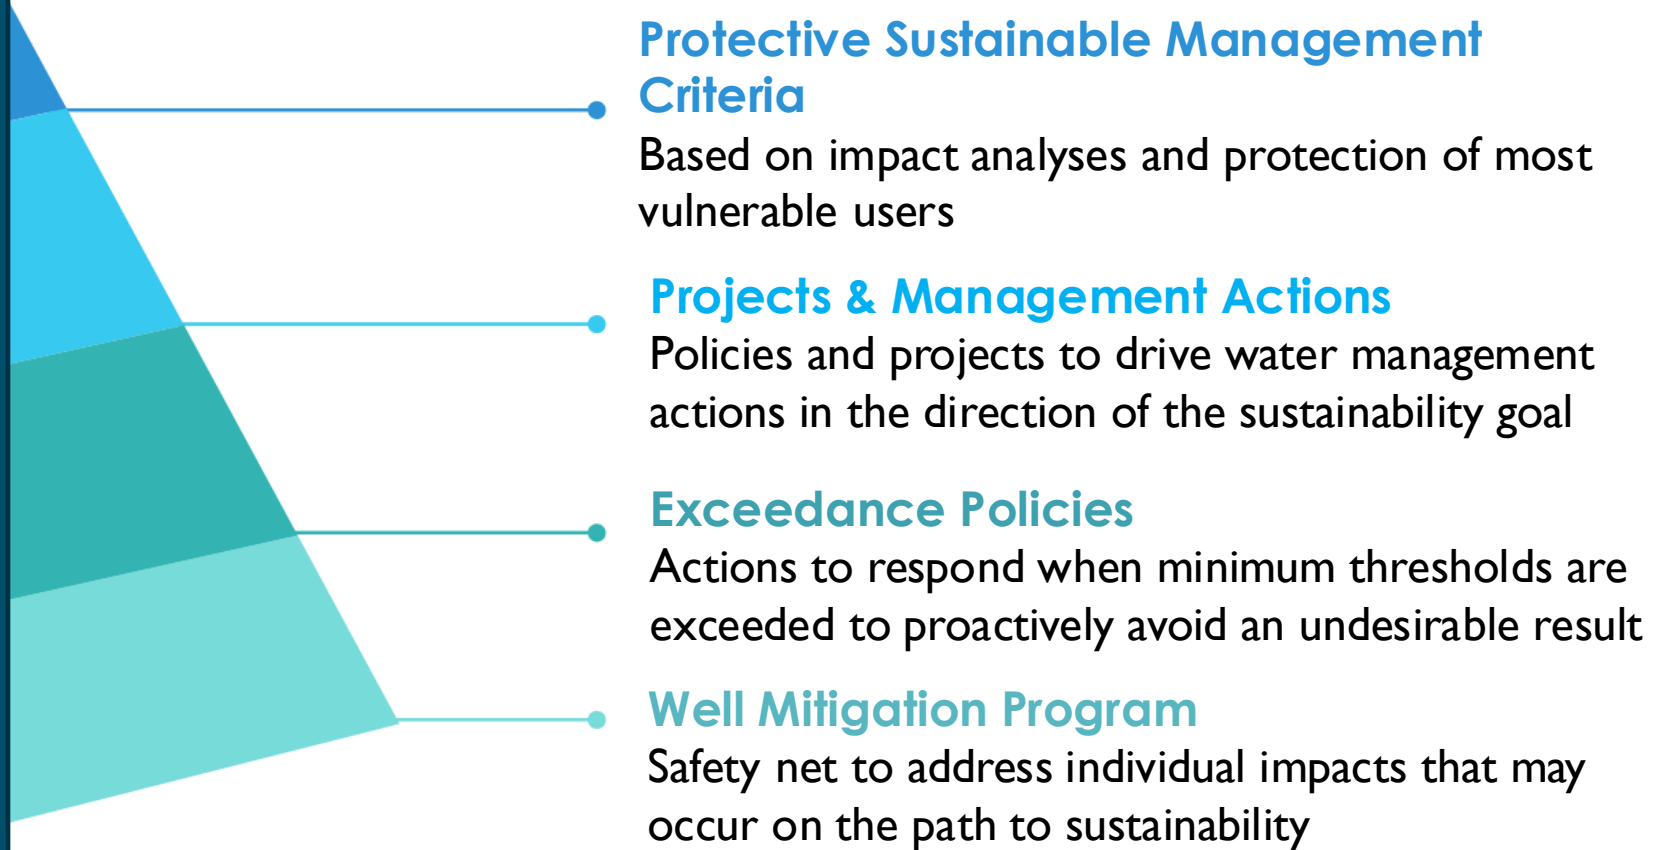 Protective Sustainable Management
Criteria
Based on impact analyses and protection of most
vulnerable users
Projects & Management Actions
Policies and projects to drive water management
actions in the direction of the sustainability goal
Exceedance Policies
Actions to respond when minimum thresholds are
exceeded to proactively avoid an undesirable result
Well Mitigation Program
Safety net to address individual impacts that may
occur on the path to sustainability